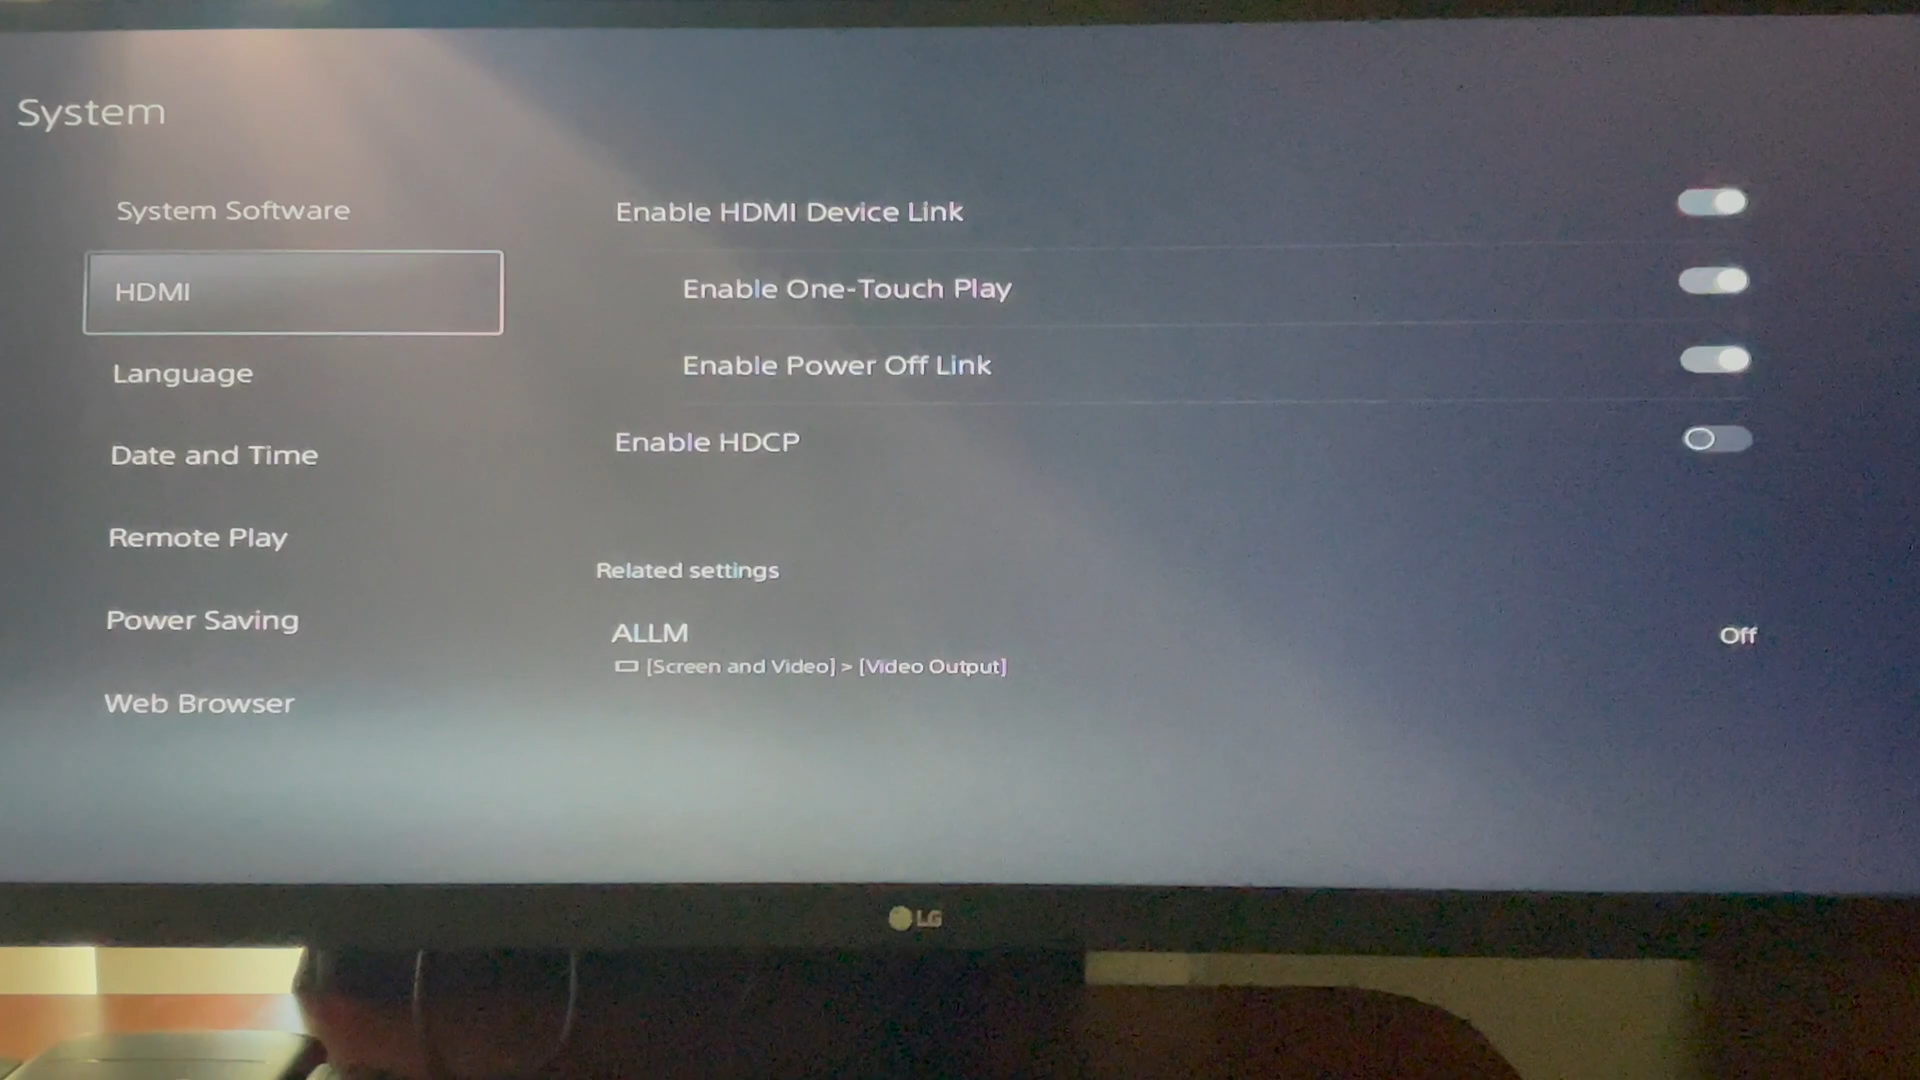 System
System Software
HDMI
Language
Date and Time
Remote Play
Power Saving
Web Browser
Enable HDMI Device Link
Enable One-Touch Play
Enable Power Off Link
Enable HDCP
Related settings
ALLM
Off
[Screen and Video] > [Video Output]
LG